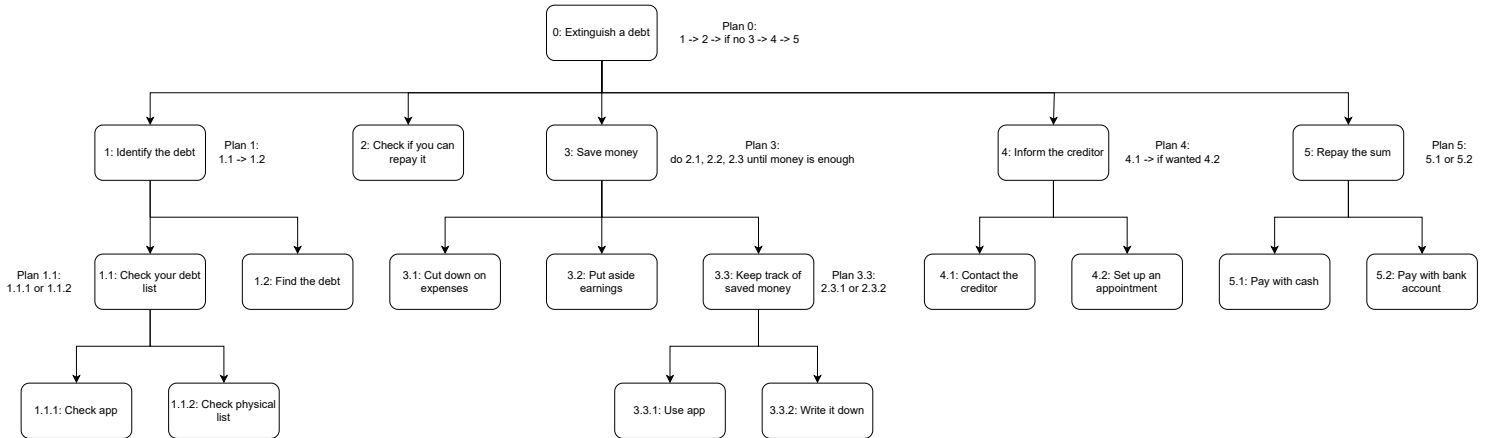 0: Extinguish a debt
Plan 0:
1 -> 2 -> if no 3 -> 4 -> 5
1: Identify the debt
Plan 1:
1.1 -> 1.2
2: Check if you can
repay it
3: Save money
Plan 3:
do 2.1, 2.2, 2.3 until money is enough
4: Inform the creditor
Plan 4:
4.1 -> if wanted 4.2
5: Repay the sum
Plan 5:
5.1 or 5.2
Plan 1.1:
1.1.1 or 1.1.2
1.1: Check your debt
list
1.2: Find the debt
3.1: Cut down on
expenses
3.2: Put aside
earnings
3.3: Keep track of
saved money
Plan 3.3:
2.3.1 or 2.3.2
4.1: Contact the
creditor
4.2: Set up an
appointment
5.1: Pay with cash
5.2: Pay with bank
account
1.1.1: Check app
1.1.2: Check physical
list
3.3.1: Use app
3.3.2: Write it down